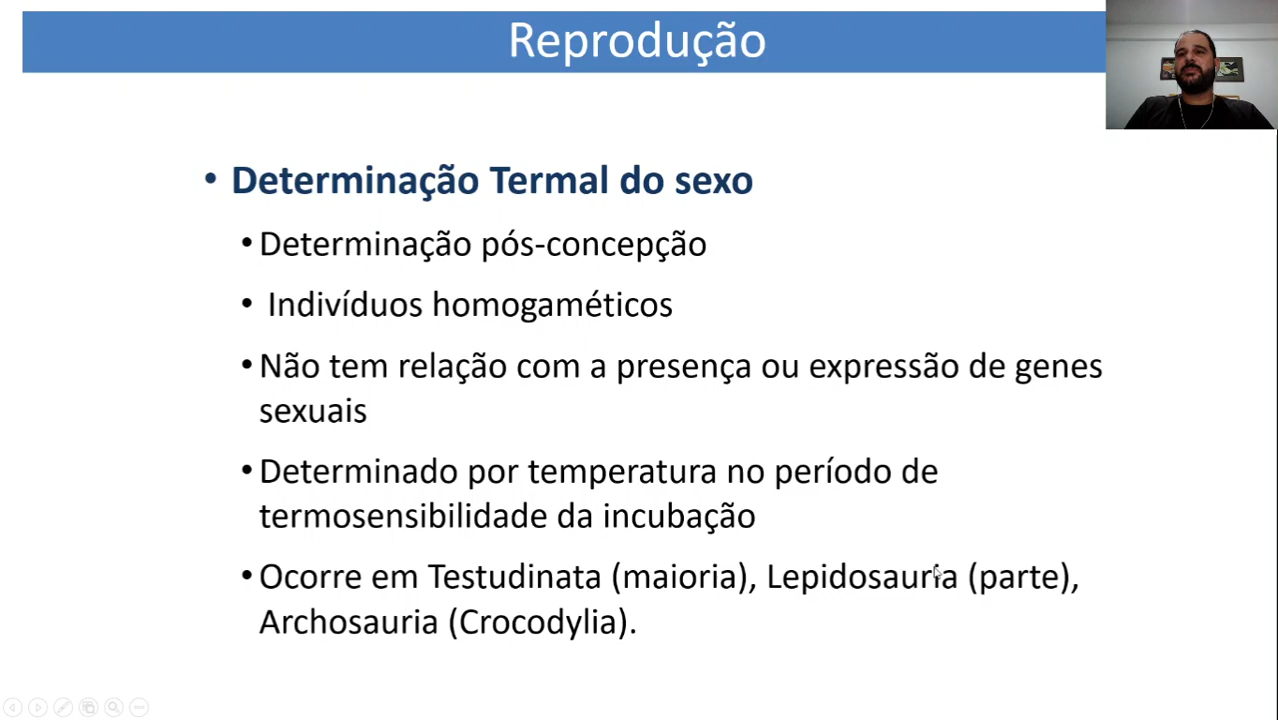 Reprodução
• Determinação Termal do sexo
• Determinação pós-concepção
• Indivíduos homogaméticos
• Não tem relação com a presença ou expressão de genes
sexuais
• Determinado por temperatura no período de
termosensibilidade da incubação
• Ocorre em Testudinata (maioria), Lepidosauria (parte),
Archosauria (Crocodylia).